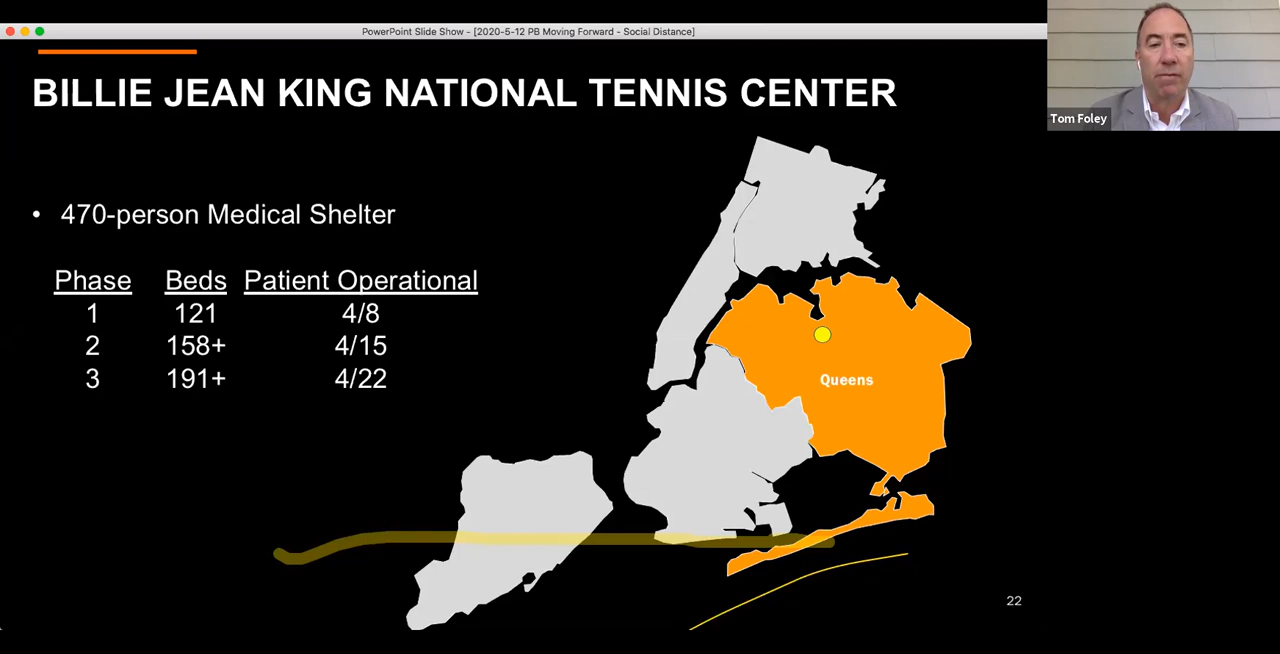 PowerPoint Slide Show - [2020-5-12 PB Moving Forward - Social Distance]
BILLIE JEAN KING NATIONAL TENNIS CENTER
Tom Foley
• 470-person Medical Shelter
Phase Beds Patient Operational
1 121 4/8
2 158+ 4/15
3 191+ 4/22
Queens
22